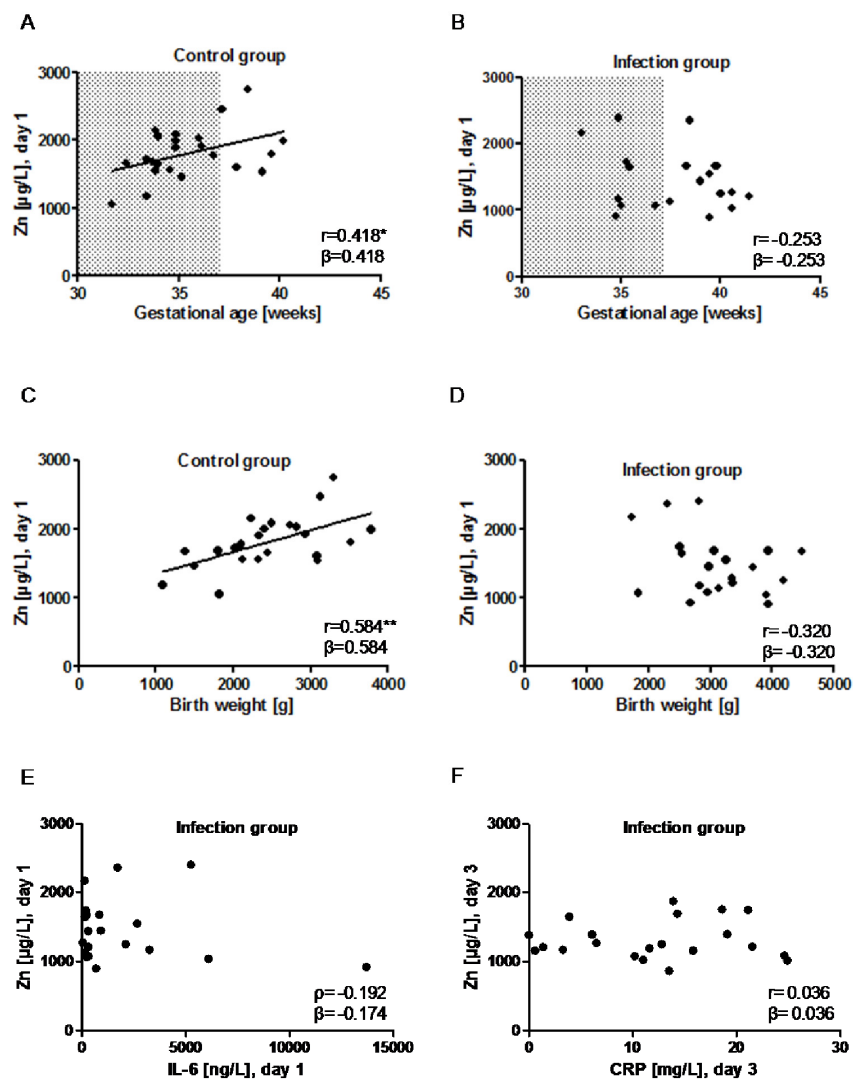 A
Control group
3000
2000
1000
0
30
35
40
45
Zn [µg/L], day 1
Gestational age [weeks]
r=0.418*
β=0.418
B
Infection group
3000
2000
1000
0
30
35
40
45
Zn [µg/L], day 1
Gestational age [weeks]
r=-0.253
β=-0.253
C
Control group
3000
2000
1000
0
0
1000
2000
3000
4000
Zn [µg/L], day 1
Birth weight [g]
r=0.584**
β=0.584
D
Infection group
3000
2000
1000
0
0
1000
2000
3000
4000
5000
Zn [µg/L], day 1
Birth weight [g]
r=-0.320
β=-0.320
E
Infection group
3000
2000
1000
0
0
5000
10000
15000
Zn [µg/L], day 1
IL-6 [ng/L], day 1
ρ=-0.192
β=-0.174
F
Infection group
3000
2000
1000
0
0
10
20
30
Zn [µg/L], day 3
CRP [mg/L], day 3
r=0.036
β=0.036